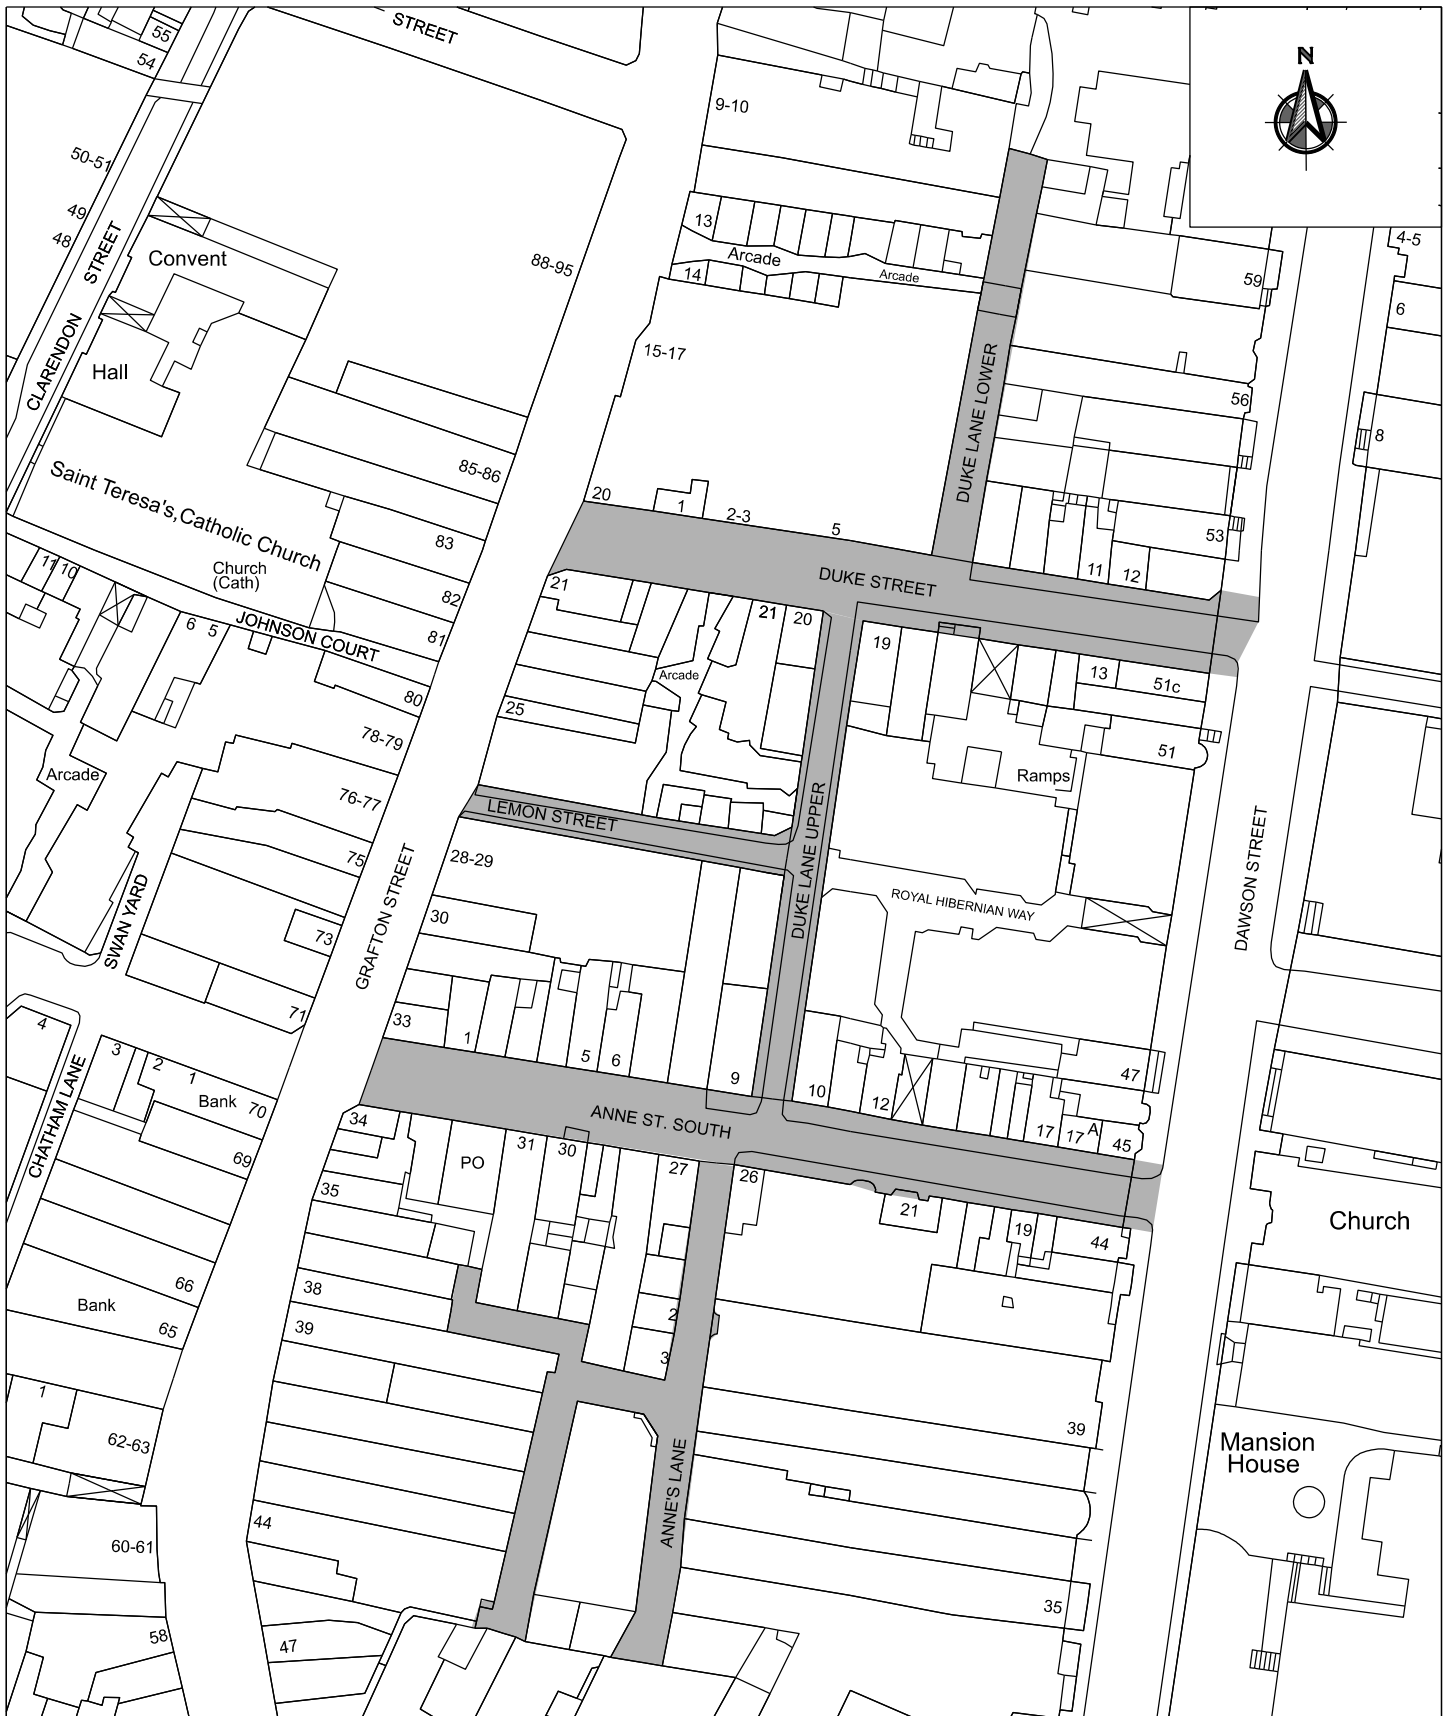 STREET
N
55
54
9-10
50-51
49
48
CLARENDON STREET
Convent
88-95
13
Arcade
Arcade
14
4-5
59
6
15-17
Hall
56
DUKE LANE LOWER
8
85-86
Saint Teresa's, Catholic Church
20
1
2-3
5
83
53
11
10
Church
(Cath)
82
21
DUKE STREET
11
12
6
5
JOHNSON COURT
81
21
20
19
13
51c
Arcade
80
25
78-79
51
Arcade
76-77
Ramps
LEMON STREET
DUKE LANE UPPER
DAWSON STREET
75
28-29
GRAFTON STREET
SWAN YARD
ROYAL HIBERNIAN WAY
73
30
71
33
1
5
6
9
10
12
47
4
3
2
1
Bank
70
CHATHAM LANE
34
ANNE ST. SOUTH
17
17
A
45
69
PO
31
30
27
26
35
21
19
44
Church
66
38
Bank
65
39
2
3
1
62-63
39
Mansion
House
ANNE'S LANE
44
60-61
35
58
47